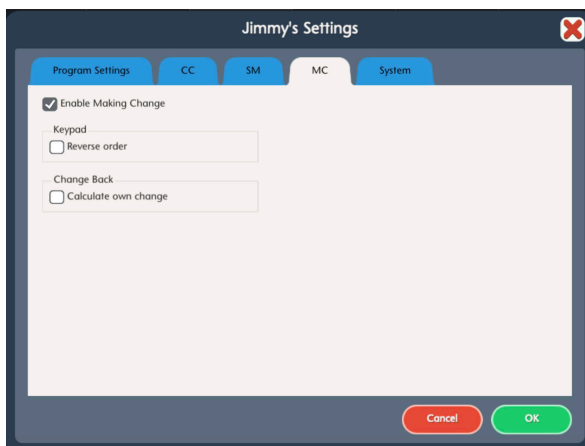 Jimmy's Settings
Program Settings
CC
SM
MC
System
Enable Making Change
Keypad
Reverse order
Change Back
Calculate own change
Cancel
OK